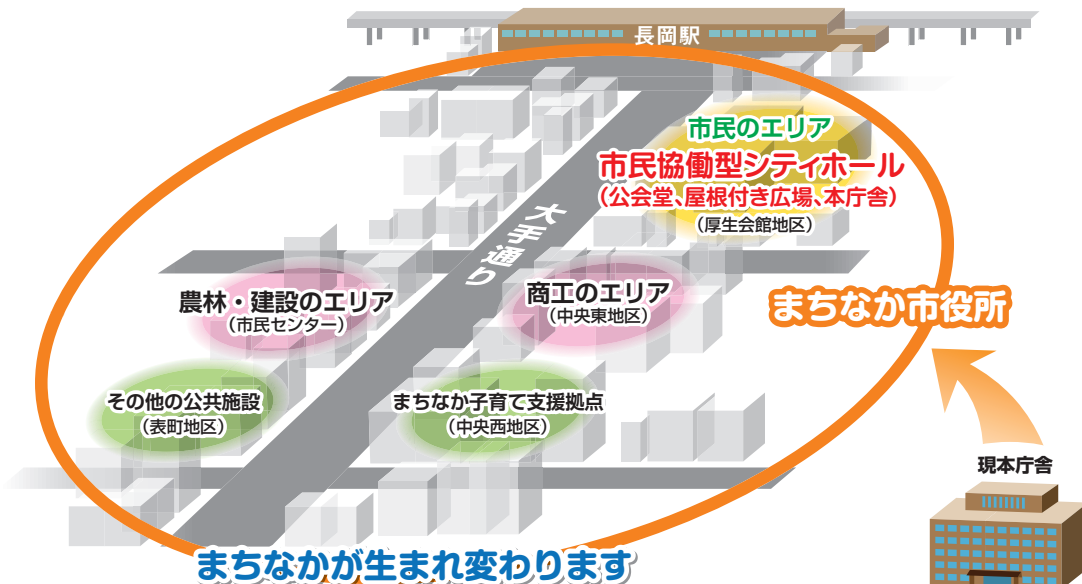 長岡駅
市民のエリア
市民協働型シティホール
(公会堂、屋根付き広場、本庁舎)
(厚生会館地区)
大手通り
農林・建設のエリア
(市民センター)
商工のエリア
(中央東地区)
まちなか市役所
その他の公共施設
(表町地区)
まちなか子育て支援拠点
(中央西地区)
現本庁舎
まちなかが生まれ変わります